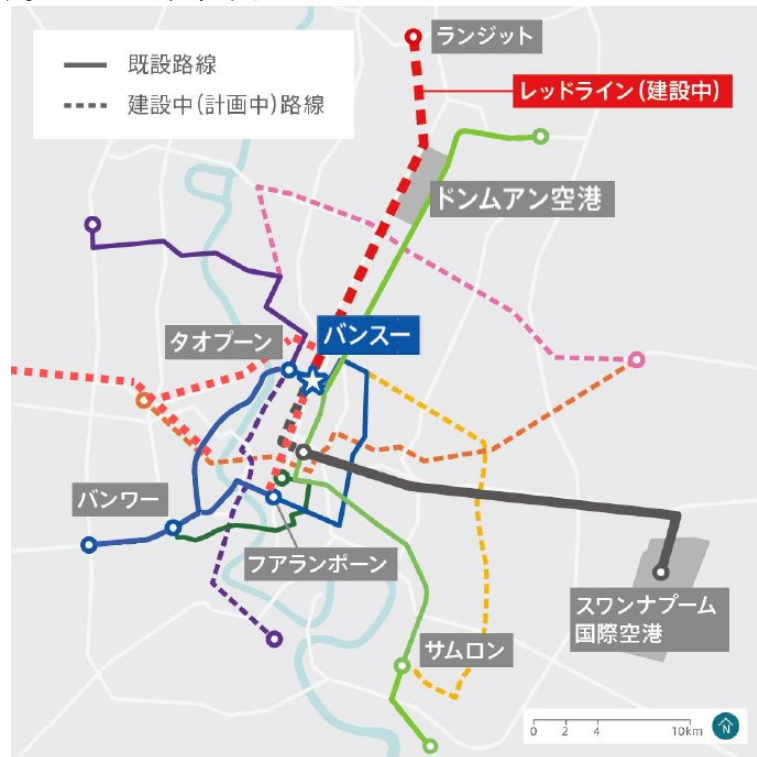 ランジット
既設路線
レッドライン(建設中)
建設中(計画中)路線
ドンムアン空港
バンスー
タオプーン
バンワー
フアランポーン
スワンナプーム
国際空港
サムロン
0 2 4 10km
N